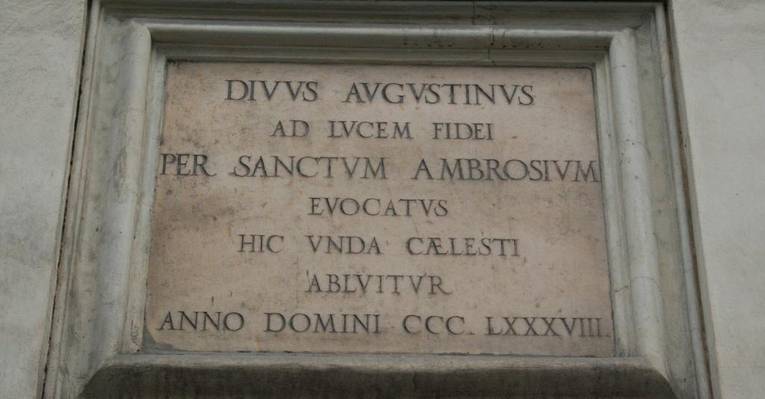 DIVVS AVGVSTINVS
AD LVCEM FIDEI
PER SANCTVM AMBROSIVM
EVOCATVS
HIC VNDA CÆLESTI
ABLVITVR
ANNO DOMINI CCC. LXXXVIII.